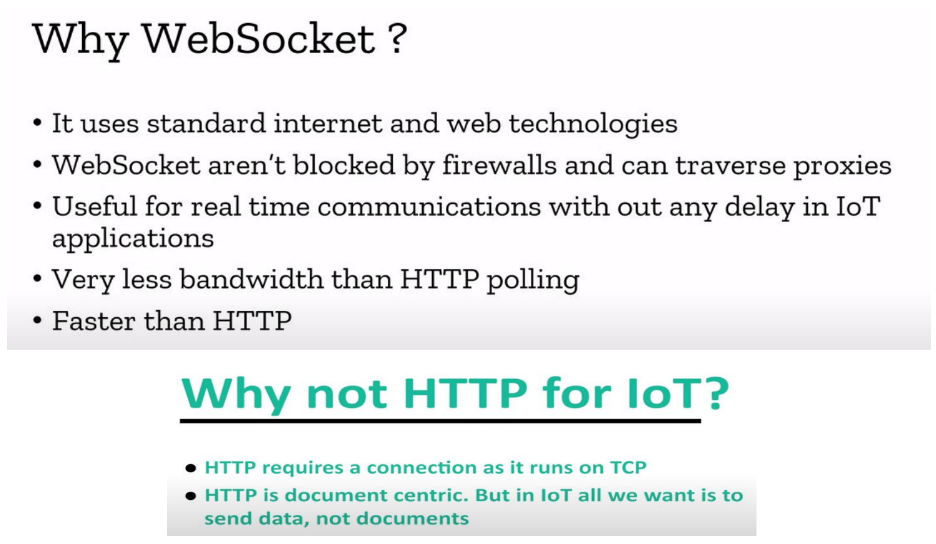 Why WebSocket ?
• It uses standard internet and web technologies
• WebSocket aren't blocked by firewalls and can traverse proxies
• Useful for real time communications with out any delay in IoT
applications
• Very less bandwidth than HTTP polling
• Faster than HTTP
Why not HTTP for IoT?
● HTTP requires a connection as it runs on TCP
● HTTP is document centric. But in IoT all we want is to
send data, not documents